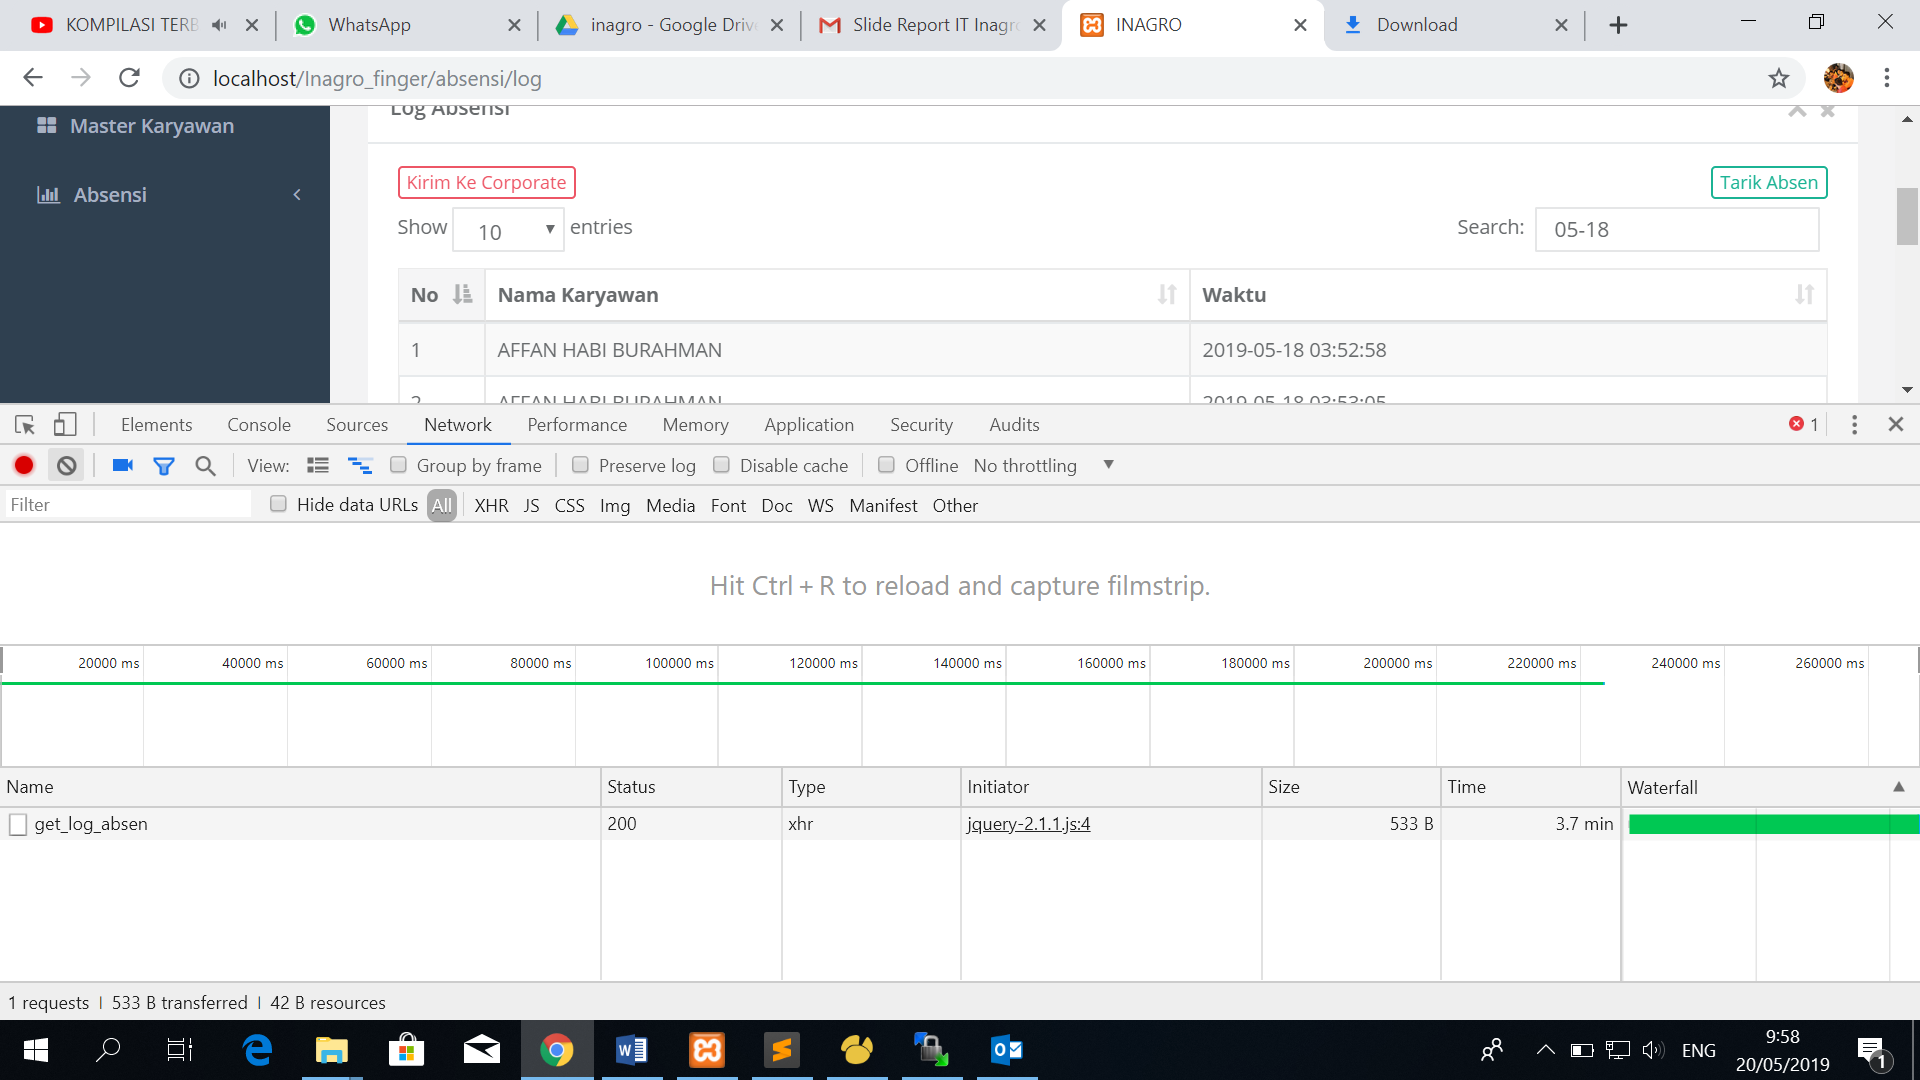 KOMPILASI TERB
WhatsApp
inagro - Google Drive
Slide Report IT Inagro
INAGRO
Download
localhost/Inagro_finger/absensi/log
Master Karyawan
Absensi
Log Absensi
Kirim Ke Corporate
Tarik Absen
Show 10 entries
Search: 05-18
No Nama Karyawan Waktu
1 AFFAN HABI BURAHMAN 2019-05-18 03:52:58
2 AFFAN HABI BURAHMAN 2019-05-18 03:53:05
Elements Console Sources Network Performance Memory Application Security Audits 1
View: Group by frame Preserve log Disable cache Offline No throttling
Filter Hide data URLs All XHR JS CSS Img Media Font Doc WS Manifest Other
Hit Ctrl + R to reload and capture filmstrip.
20000 ms 40000 ms 60000 ms 80000 ms 100000 ms 120000 ms 140000 ms 160000 ms 180000 ms 200000 ms 220000 ms 240000 ms 260000 ms
Name Status Type Initiator Size Time Waterfall
get_log_absen 200 xhr jquery-2.1.1.js:4 533 B 3.7 min
1 requests | 533 B transferred | 42 B resources
ENG
9:58
20/05/2019
1